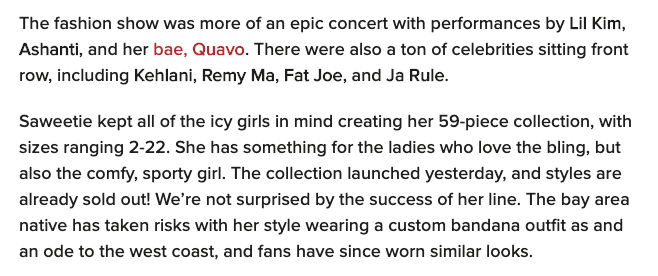 The fashion show was more of an epic concert with performances by Lil Kim,
Ashanti, and her bae, Quavo. There were also a ton of celebrities sitting front
row, including Kehlani, Remy Ma, Fat Joe, and Ja Rule.
Saweetie kept all of the icy girls in mind creating her 59-piece collection, with
sizes ranging 2-22. She has something for the ladies who love the bling, but
also the comfy, sporty girl. The collection launched yesterday, and styles are
already sold out! We’re not surprised by the success of her line. The bay area
native has taken risks with her style wearing a custom bandana outfit as and
an ode to the west coast, and fans have since worn similar looks.